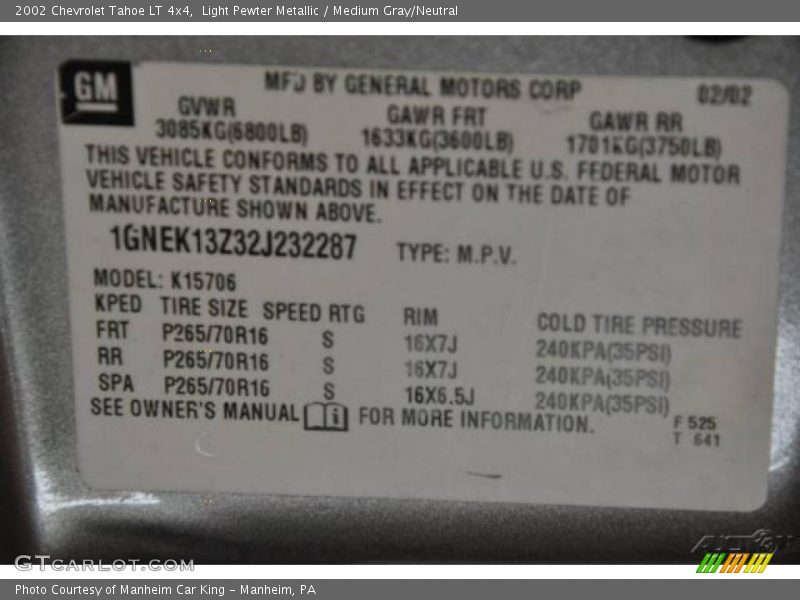 2002 Chevrolet Tahoe LT 4x4, Light Pewter Metallic / Medium Gray/Neutral
GM
MFD BY GENERAL MOTORS CORP 02/02
GVWR GAWR FRT GAWR RR
3085KG(6800LB) 1633KG(3600LB) 1701KG(3750LB)
THIS VEHICLE CONFORMS TO ALL APPLICABLE U.S. FEDERAL MOTOR
VEHICLE SAFETY STANDARDS IN EFFECT ON THE DATE OF
MANUFACTURE SHOWN ABOVE.
1GNEK13Z32J232287 TYPE: M.P.V.
MODEL: K15706
KPED TIRE SIZE SPEED RTG RIM COLD TIRE PRESSURE
FRT P265/70R16 S 16X7J 240KPA(35PSI)
RR P265/70R16 S 16X7J 240KPA(35PSI)
SPA P265/70R16 S 16X6.5J 240KPA(35PSI)
SEE OWNER'S MANUAL i FOR MORE INFORMATION.
F 525
T 641
GTcarlot.com
Photo Courtesy of Manheim Car King - Manheim, PA